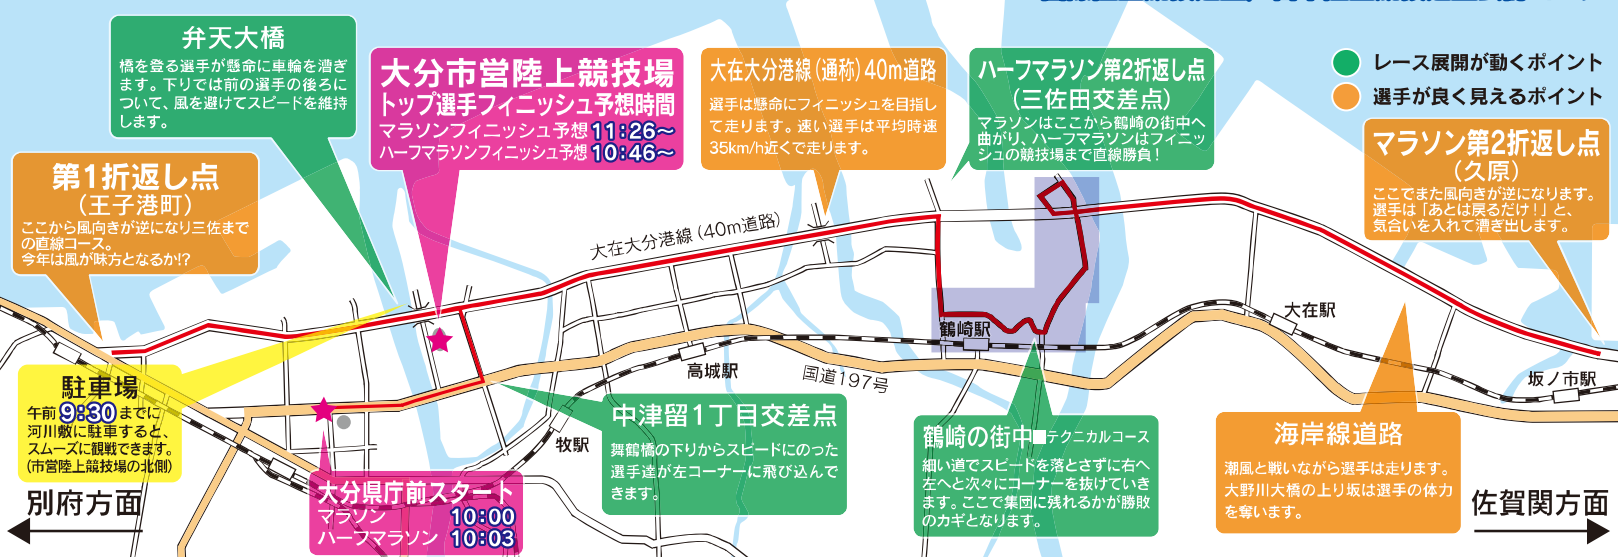 弁天大橋
橋を登る選手が懸命に車輪を漕ぎ
ます。下りでは前の選手の後ろに
ついて、風を避けてスピードを維持
します。
第1折返し点
（王子港町）
ここから風向きが逆になり三佐まで
の直線コース。
今年は風が味方となるか!?
大分市営陸上競技場
トップ選手フィニッシュ予想時間
マラソンフィニッシュ予想 11:26～
ハーフマラソンフィニッシュ予想 10:46～
大在大分港線（通称）40m道路
選手は懸命にフィニッシュを目指し
て走ります。速い選手は平均時速
35km/h近くで走ります。
ハーフマラソン第2折返し点
（三佐田交差点）
マラソンはここから鶴崎の街中へ
曲がり、ハーフマラソンはフィニッ
シュの競技場まで直線勝負！
レース展開が動くポイント
選手が良く見えるポイント
マラソン第2折返し点
（久原）
ここでまた風向きが逆になります。
選手は「あとは戻るだけ！」と、
気合いを入れて漕ぎ出します。
大在大分港線（40m道路）
鶴崎駅
大在駅
坂ノ市駅
高城駅
国道197号
牧駅
駐車場
午前9:30までに
河川敷に駐車すると、
スムーズに観戦できます。
(市営陸上競技場の北側)
別府方面
大分県庁前スタート
マラソン 10:00
ハーフマラソン 10:03
中津留1丁目交差点
舞鶴橋の下りからスピードにのった
選手達が左コーナーに飛び込んで
きます。
鶴崎の街中■テクニカルコース
細い道でスピードを落とさずに右へ
左へと次々にコーナーを抜けていき
ます。ここで集団に残れるかが勝敗
のカギとなります。
海岸線道路
潮風と戦いながら選手は走ります。
大野川大橋の上り坂は選手の体力
を奪います。
佐賀関方面